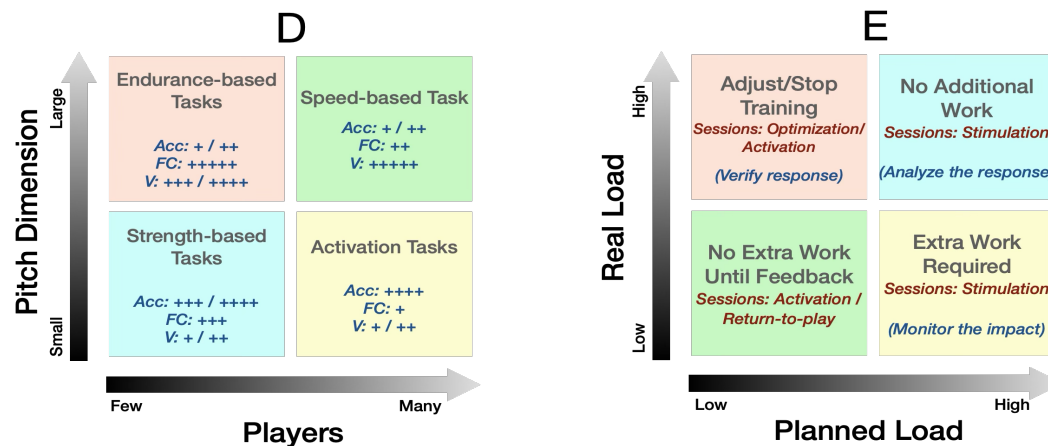 D
Pitch Dimension
Large
Small
Endurance-based
Tasks
Acc: + / ++
FC: +++++
V: +++ / ++++
Speed-based Task
Acc: + / ++
FC: ++
V: +++++
Strength-based
Tasks
Acc: +++ / ++++
FC: +++
V: + / ++
Activation Tasks
Acc: ++++
FC: +
V: + / ++
Few
Many
Players
E
Real Load
High
Low
Adjust/Stop
Training
Sessions: Optimization/
Activation
(Verify response)
No Additional
Work
Sessions: Stimulation
(Analyze the response
No Extra Work
Until Feedback
Sessions: Activation /
Return-to-play
Extra Work
Required
Sessions: Stimulation
(Monitor the impact)
Low
High
Planned Load